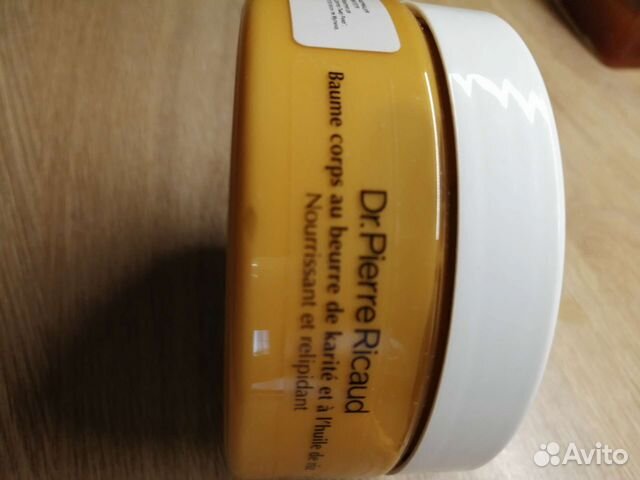 Dr.Pierre Ricaud
Baume corps au beurre de karité et à l'huile de
Nourrissant et relipidant
Avito